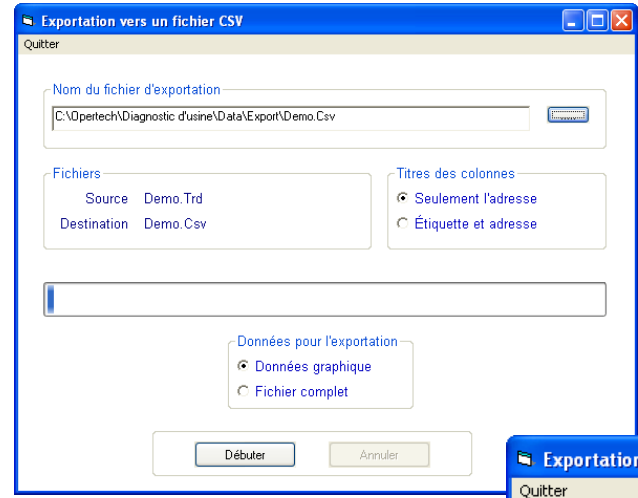 Exportation vers un fichier CSV
Quitter
Nom du fichier d'exportation
C:\Opertech\Diagnostic d'usine\Data\Export\Demo.Csv
Fichiers
Source Demo.Trd
Destination Demo.Csv
Titres des colonnes
Seulement l'adresse
Étiquette et adresse
Données pour l'exportation
Données graphique
Fichier complet
Débuter
Annuler
Exportation
Quitter